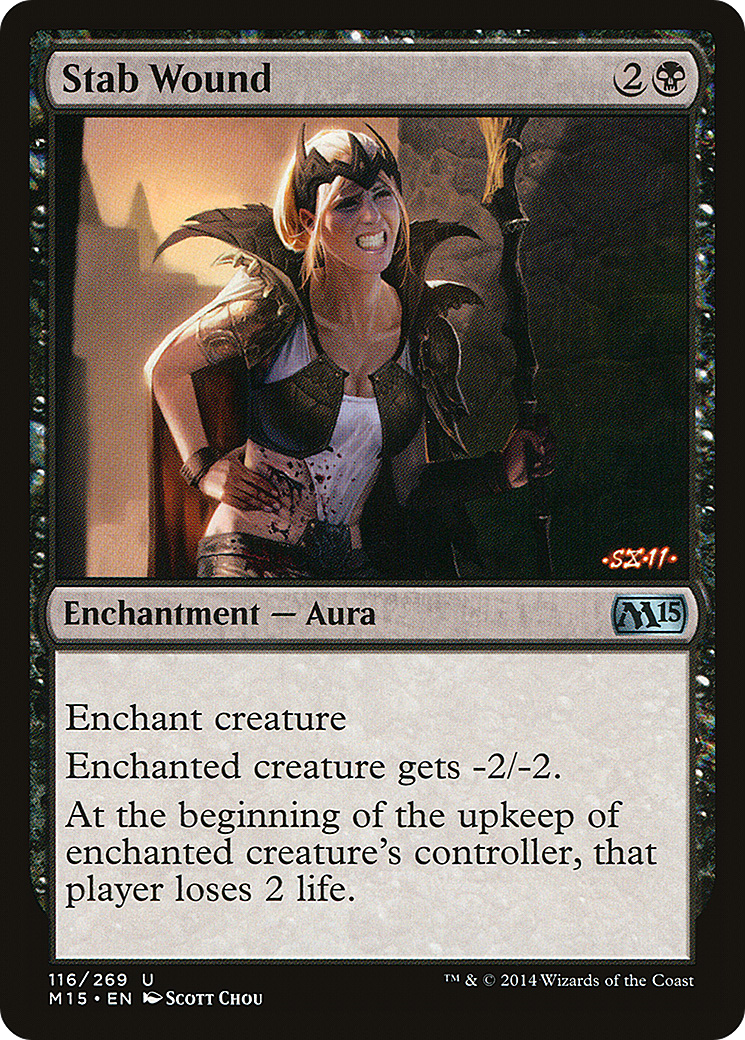 Stab Wound 2
·SX·11·
Enchantment — Aura M15
Enchant creature
Enchanted creature gets -2/-2.
At the beginning of the upkeep of
enchanted creature's controller, that
player loses 2 life.
116/269 U ™ & © 2014 Wizards of the Coast
M15 • EN SCOTT CHOU